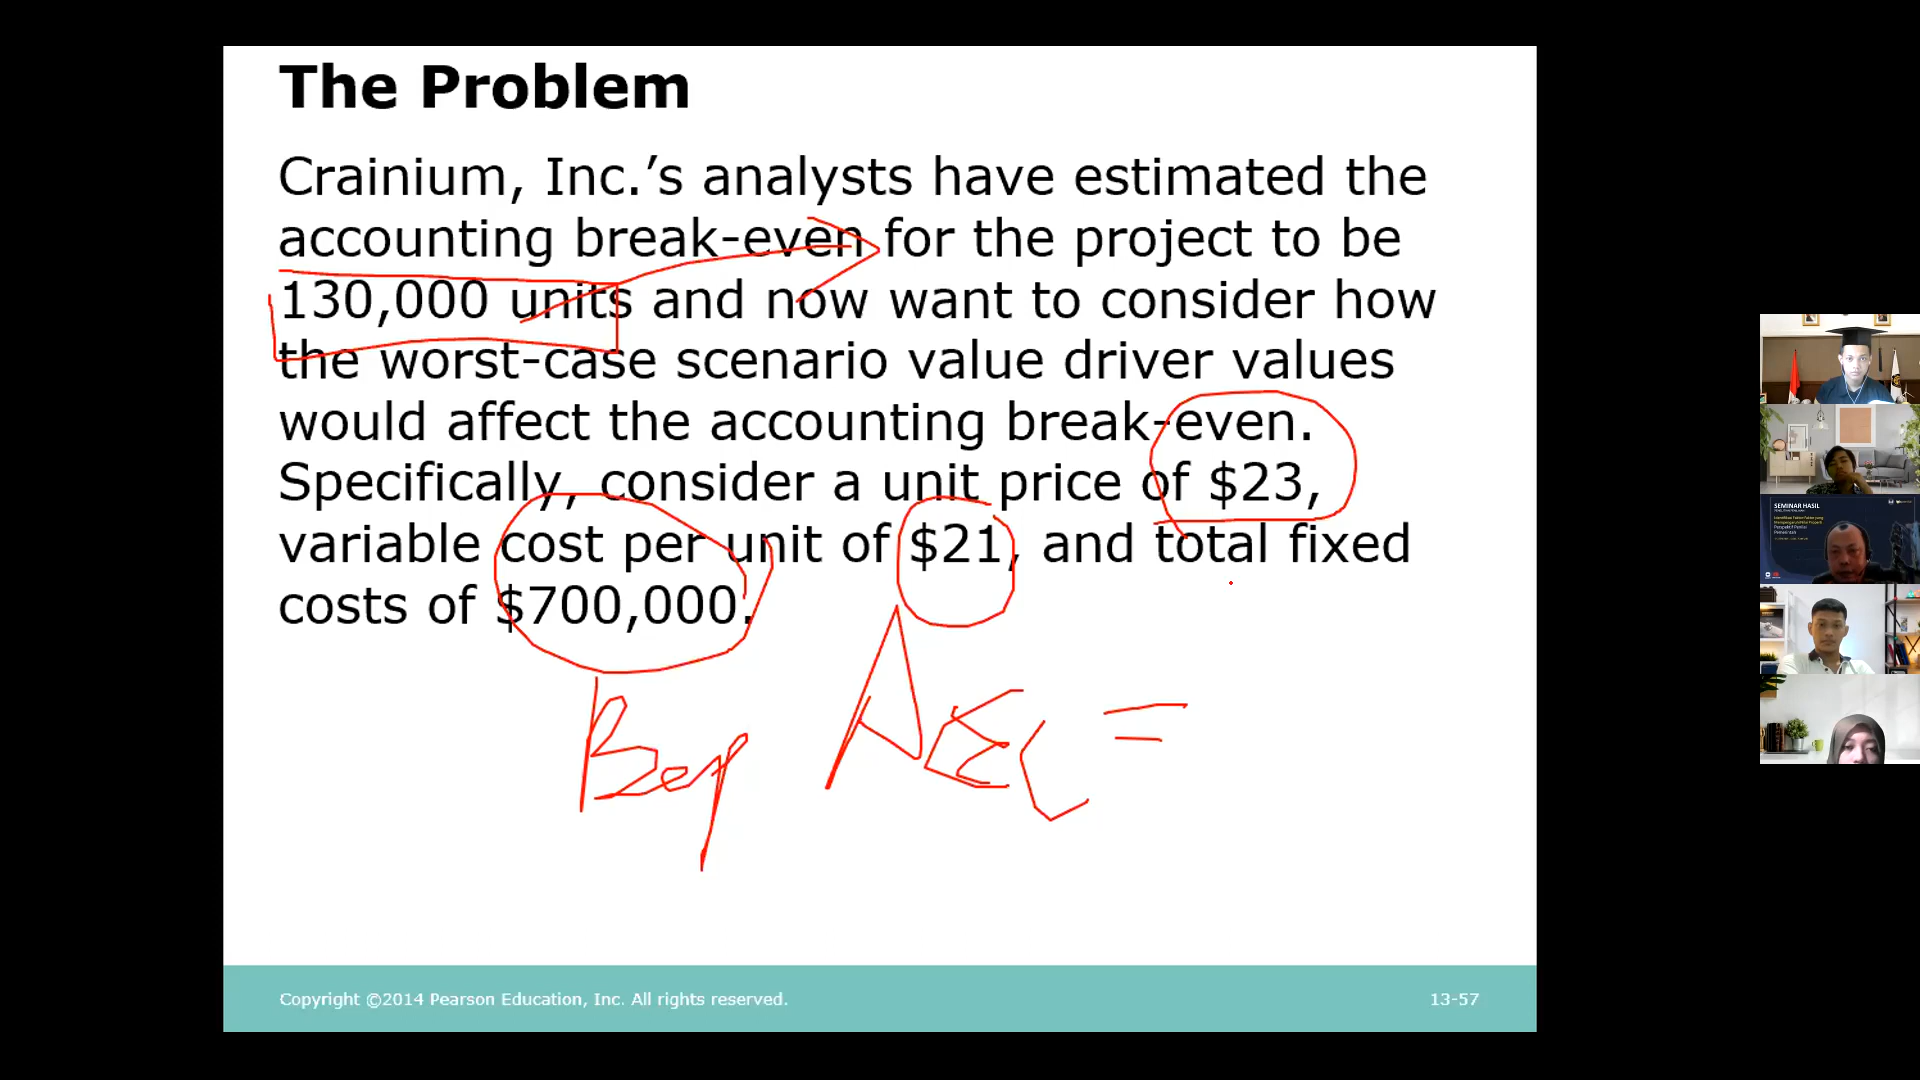 The Problem
Crainium, Inc.’s analysts have estimated the
accounting break-even for the project to be
130,000 units and now want to consider how
the worst-case scenario value driver values
would affect the accounting break-even.
Specifically, consider a unit price of $23,
variable cost per unit of $21, and total fixed
costs of $700,000.
Bep
=
Copyright ©2014 Pearson Education, Inc. All rights reserved.
13-57
SEMINAR HASIL